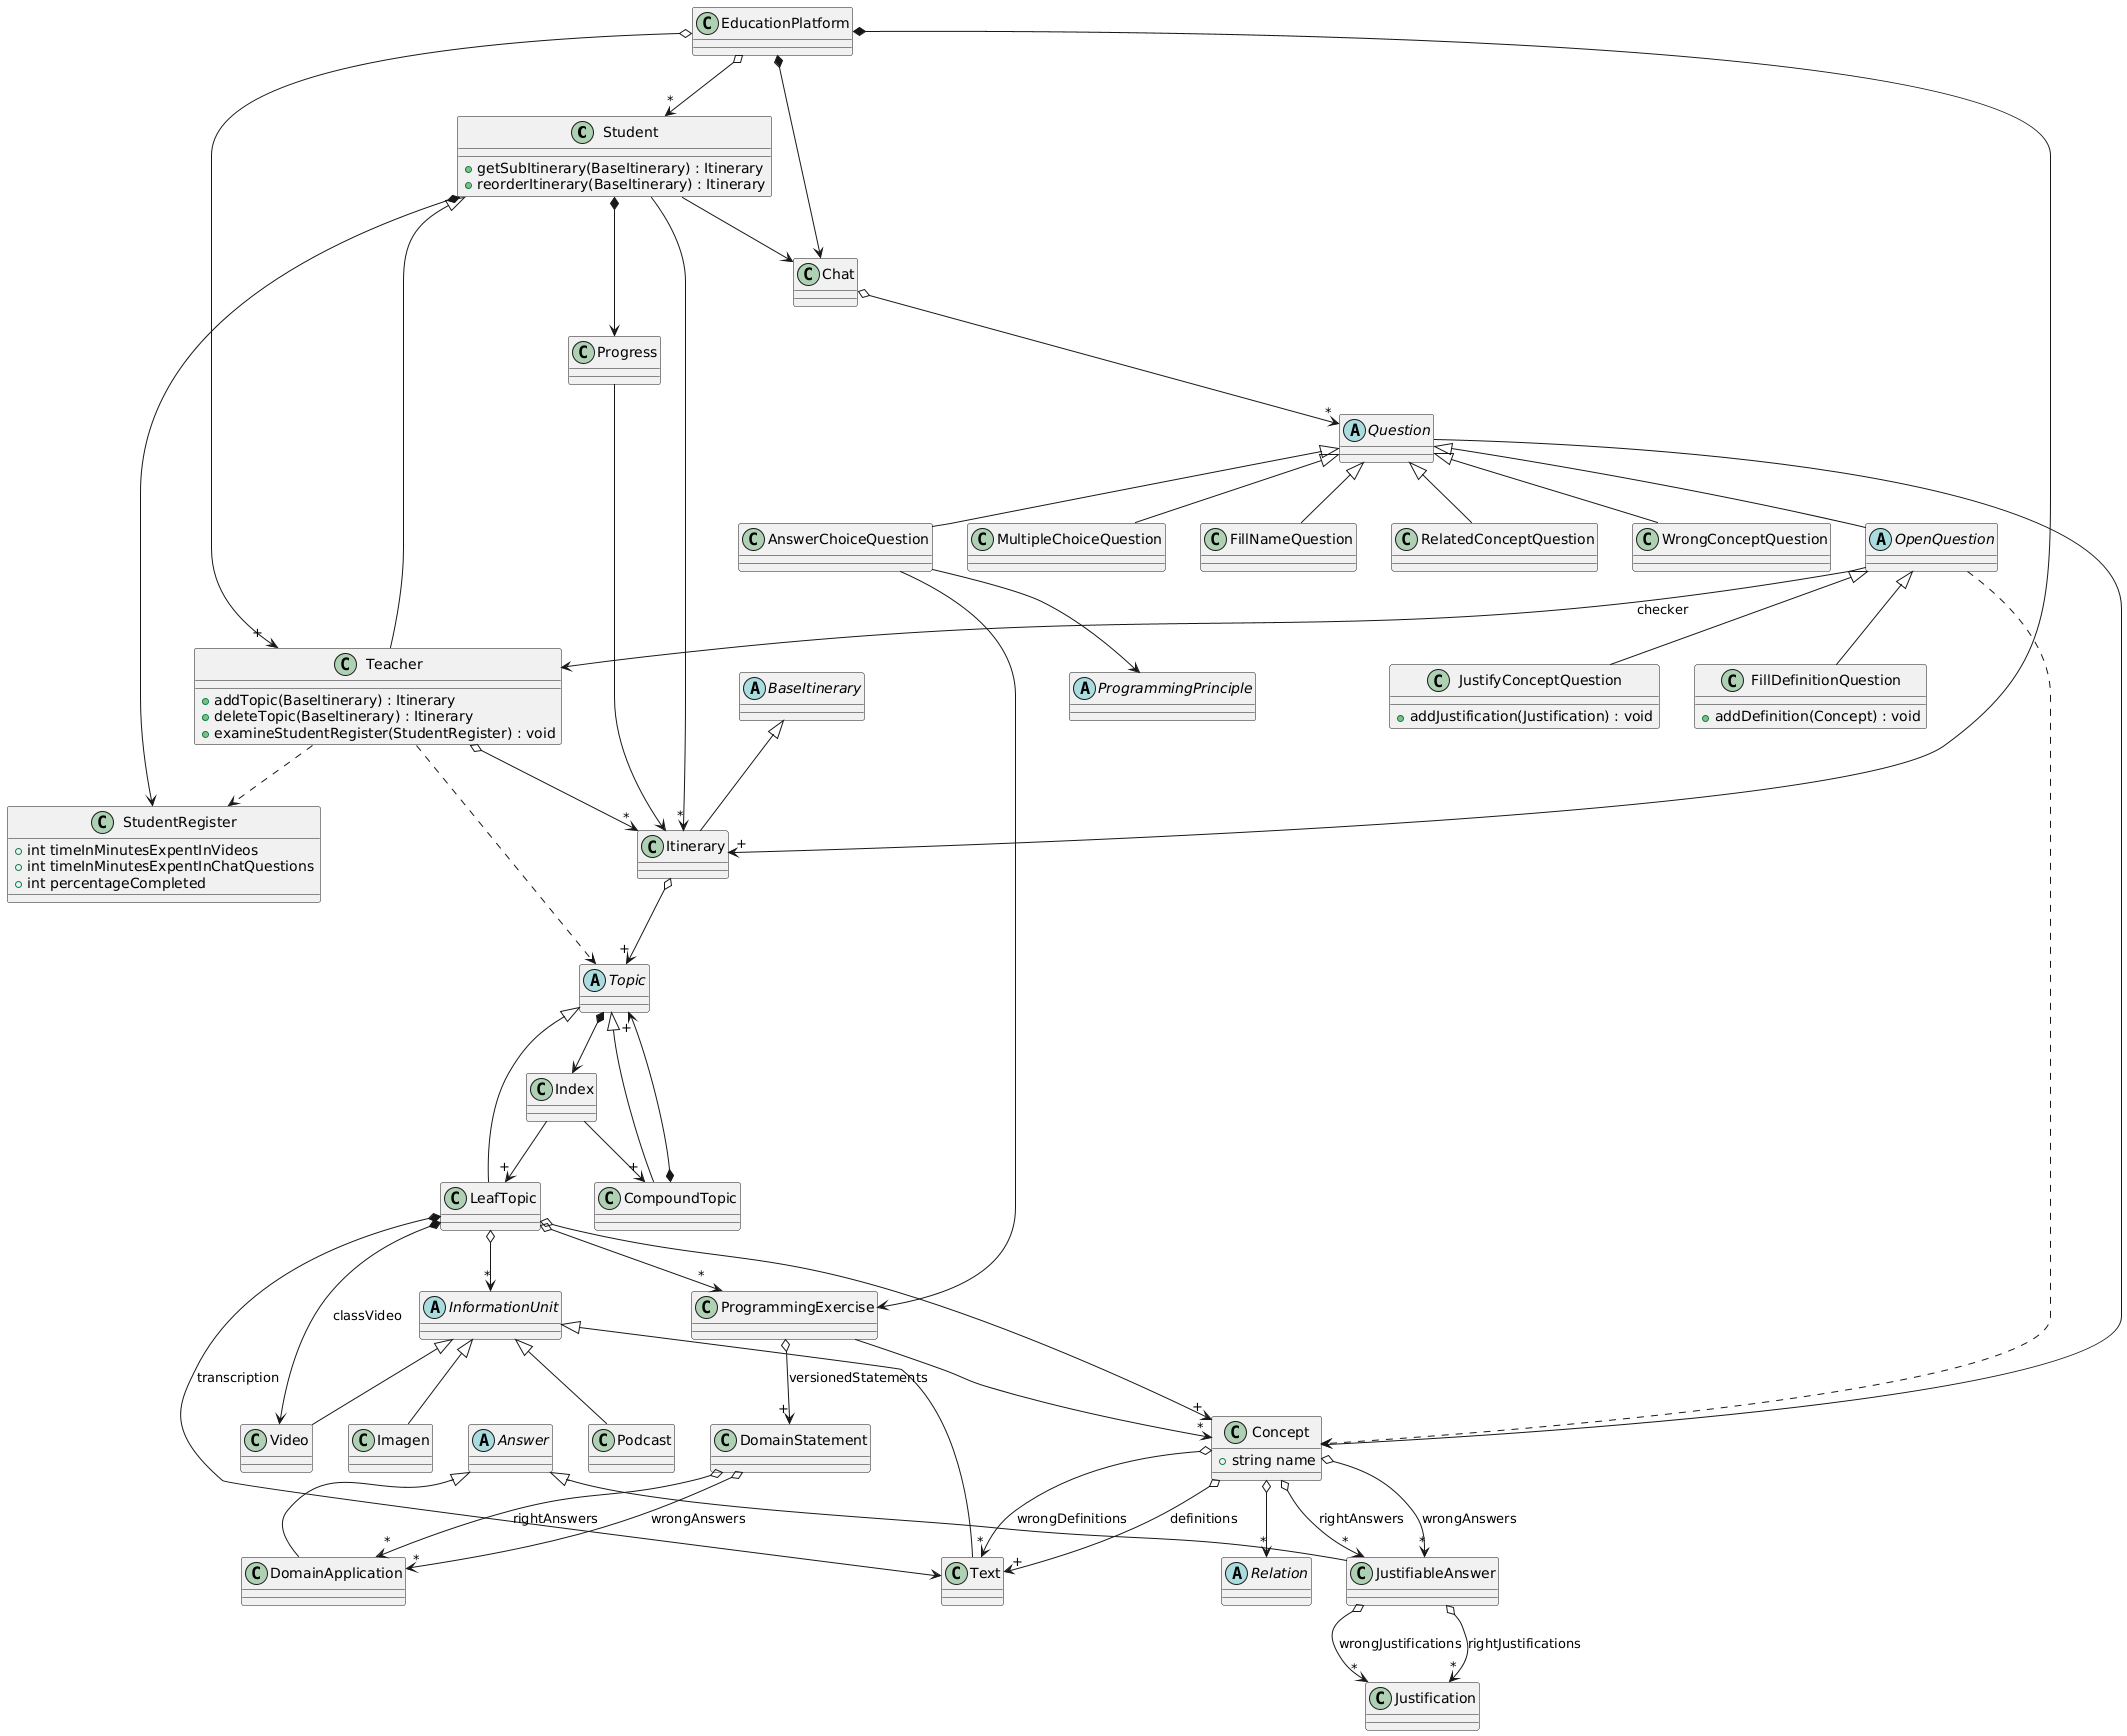 C EducationPlatform
*
C Student
getSubItinerary(BaseItinerary) : Itinerary
reorderItinerary(BaseItinerary) : Itinerary
C Chat
C Progress
*
A Question
C AnswerChoiceQuestion
C MultipleChoiceQuestion
C FillNameQuestion
C RelatedConceptQuestion
C WrongConceptQuestion
A OpenQuestion
checker
+
C Teacher
addTopic(BaseItinerary) : Itinerary
deleteTopic(BaseItinerary) : Itinerary
examineStudentRegister(StudentRegister) : void
A BaseItinerary
A ProgrammingPrinciple
C JustifyConceptQuestion
addJustification(Justification) : void
C FillDefinitionQuestion
addDefinition(Concept) : void
C StudentRegister
int timeInMinutesExpentInVideos
int timeInMinutesExpentInChatQuestions
int percentageCompleted
* *
C Itinerary
+
+
A Topic
+
C Index
+ +
C LeafTopic
C CompoundTopic
* *
A InformationUnit
C ProgrammingExercise
classVideo
transcription
versionedStatements
+
+
*
C Video
C Imagen
A Answer
C Podcast
C DomainStatement
C Concept
string name
rightAnswers
wrongAnswers
wrongDefinitions
definitions
rightAnswers
wrongAnswers
* * * + * * *
C DomainApplication
C Text
A Relation
C JustifiableAnswer
wrongJustifications
rightJustifications
* *
C Justification